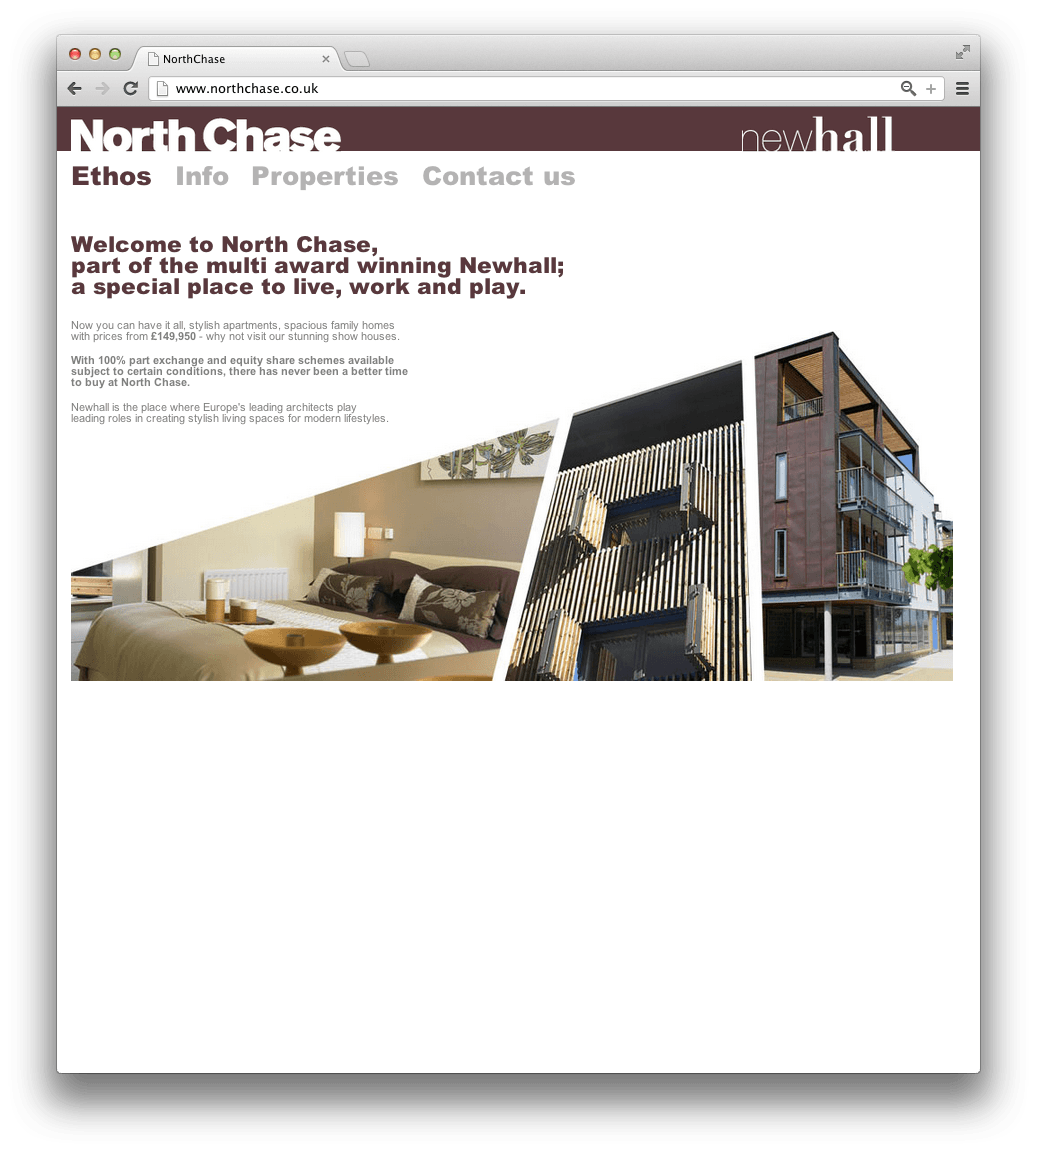 NorthChase
www.northchase.co.uk
North Chase
newhall
Ethos Info Properties Contact us
Welcome to North Chase,
part of the multi award winning Newhall;
a special place to live, work and play.
Now you can have it all, stylish apartments, spacious family homes
with prices from £149,950 - why not visit our stunning show houses.
With 100% part exchange and equity share schemes available
subject to certain conditions, there has never been a better time
to buy at North Chase.
Newhall is the place where Europe's leading architects play
leading roles in creating stylish living spaces for modern lifestyles.